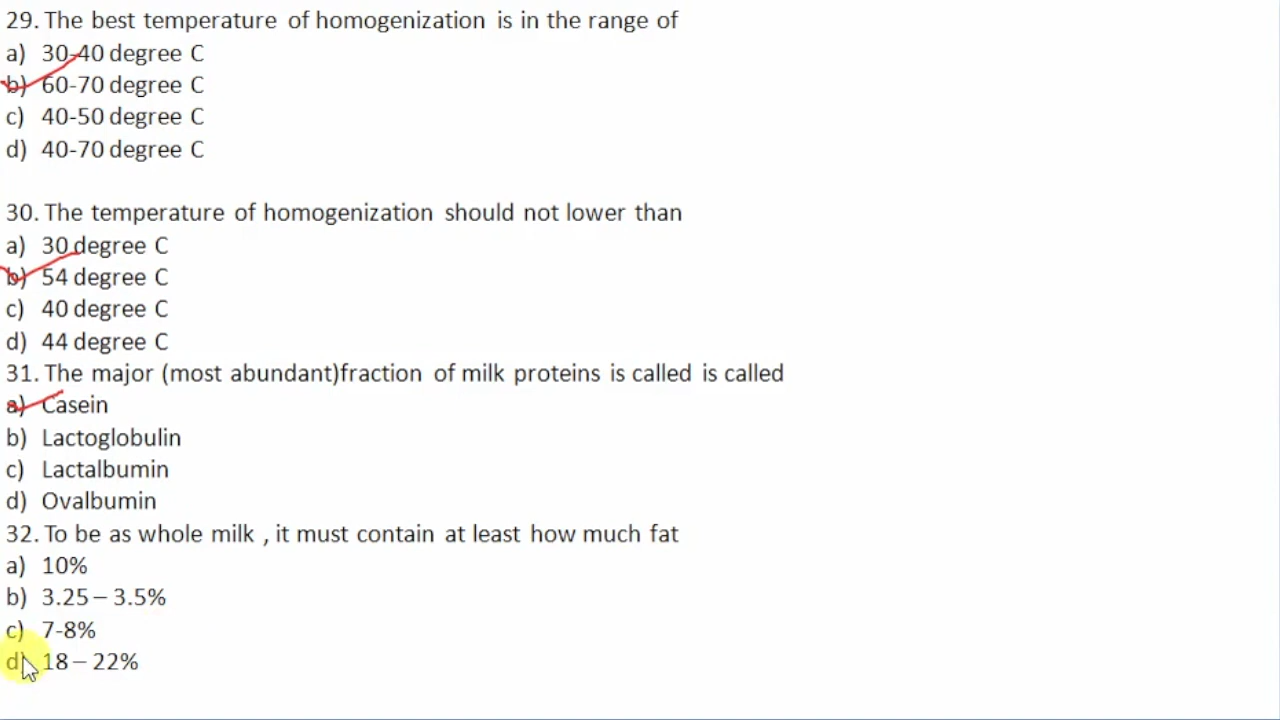 29. The best temperature of homogenization is in the range of
a) 30-40 degree C
b) 60-70 degree C
c) 40-50 degree C
d) 40-70 degree C
30. The temperature of homogenization should not lower than
a) 30 degree C
b) 54 degree C
c) 40 degree C
d) 44 degree C
31. The major (most abundant)fraction of milk proteins is called is called
a) Casein
b) Lactoglobulin
c) Lactalbumin
d) Ovalbumin
32. To be as whole milk , it must contain at least how much fat
a) 10%
b) 3.25 – 3.5%
c) 7-8%
d) 18 – 22%